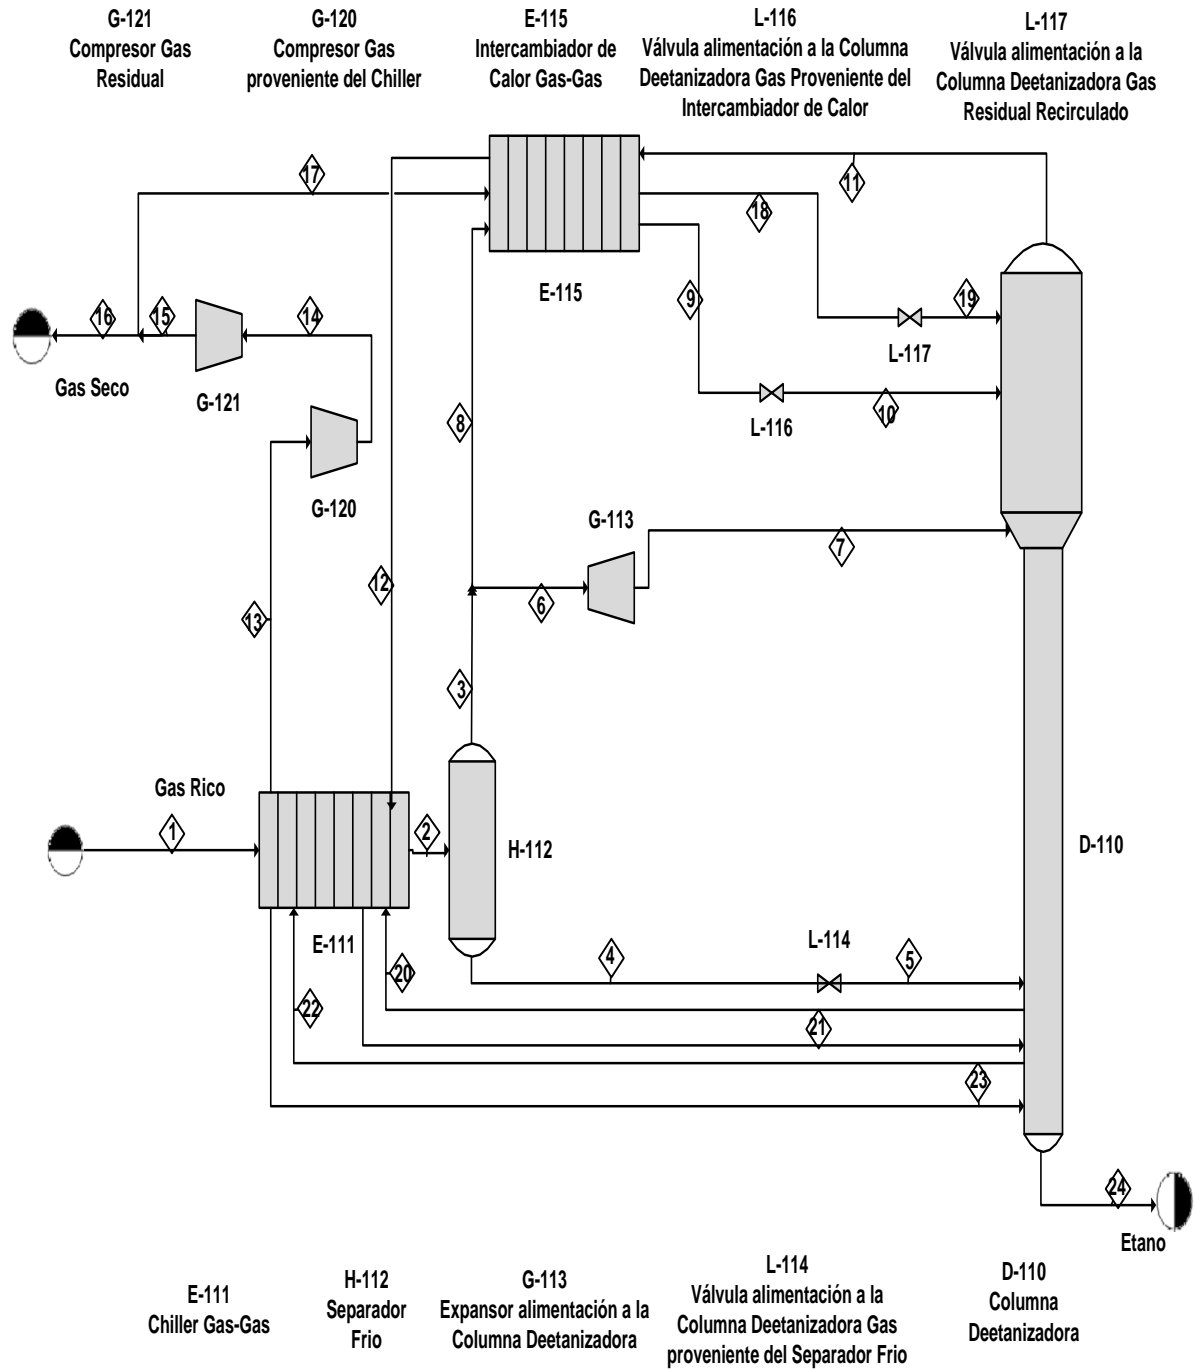 G-121
Compresor Gas
Residual
G-120
Compresor Gas
proveniente del Chiller
E-115
Intercambiador de
Calor Gas-Gas
L-116
Válvula alimentación a la Columna
Deetanizadora Gas Proveniente del
Intercambiador de Calor
L-117
Válvula alimentación a la
Columna Deetanizadora Gas
Residual Recirculado
17
11
18
E-115
9
19
16
15
14
L-117
Gas Seco
G-121
8
10
L-116
G-120
G-113
7
12
6
13
3
Gas Rico
1
2
H-112
D-110
E-111
L-114
4
5
20
22
21
23
24
Etano
E-111
Chiller Gas-Gas
H-112
Separador
Frio
G-113
Expansor alimentación a la
Columna Deetanizadora
L-114
Válvula alimentación a la
Columna Deetanizadora Gas
proveniente del Separador Frio
D-110
Columna
Deetanizadora